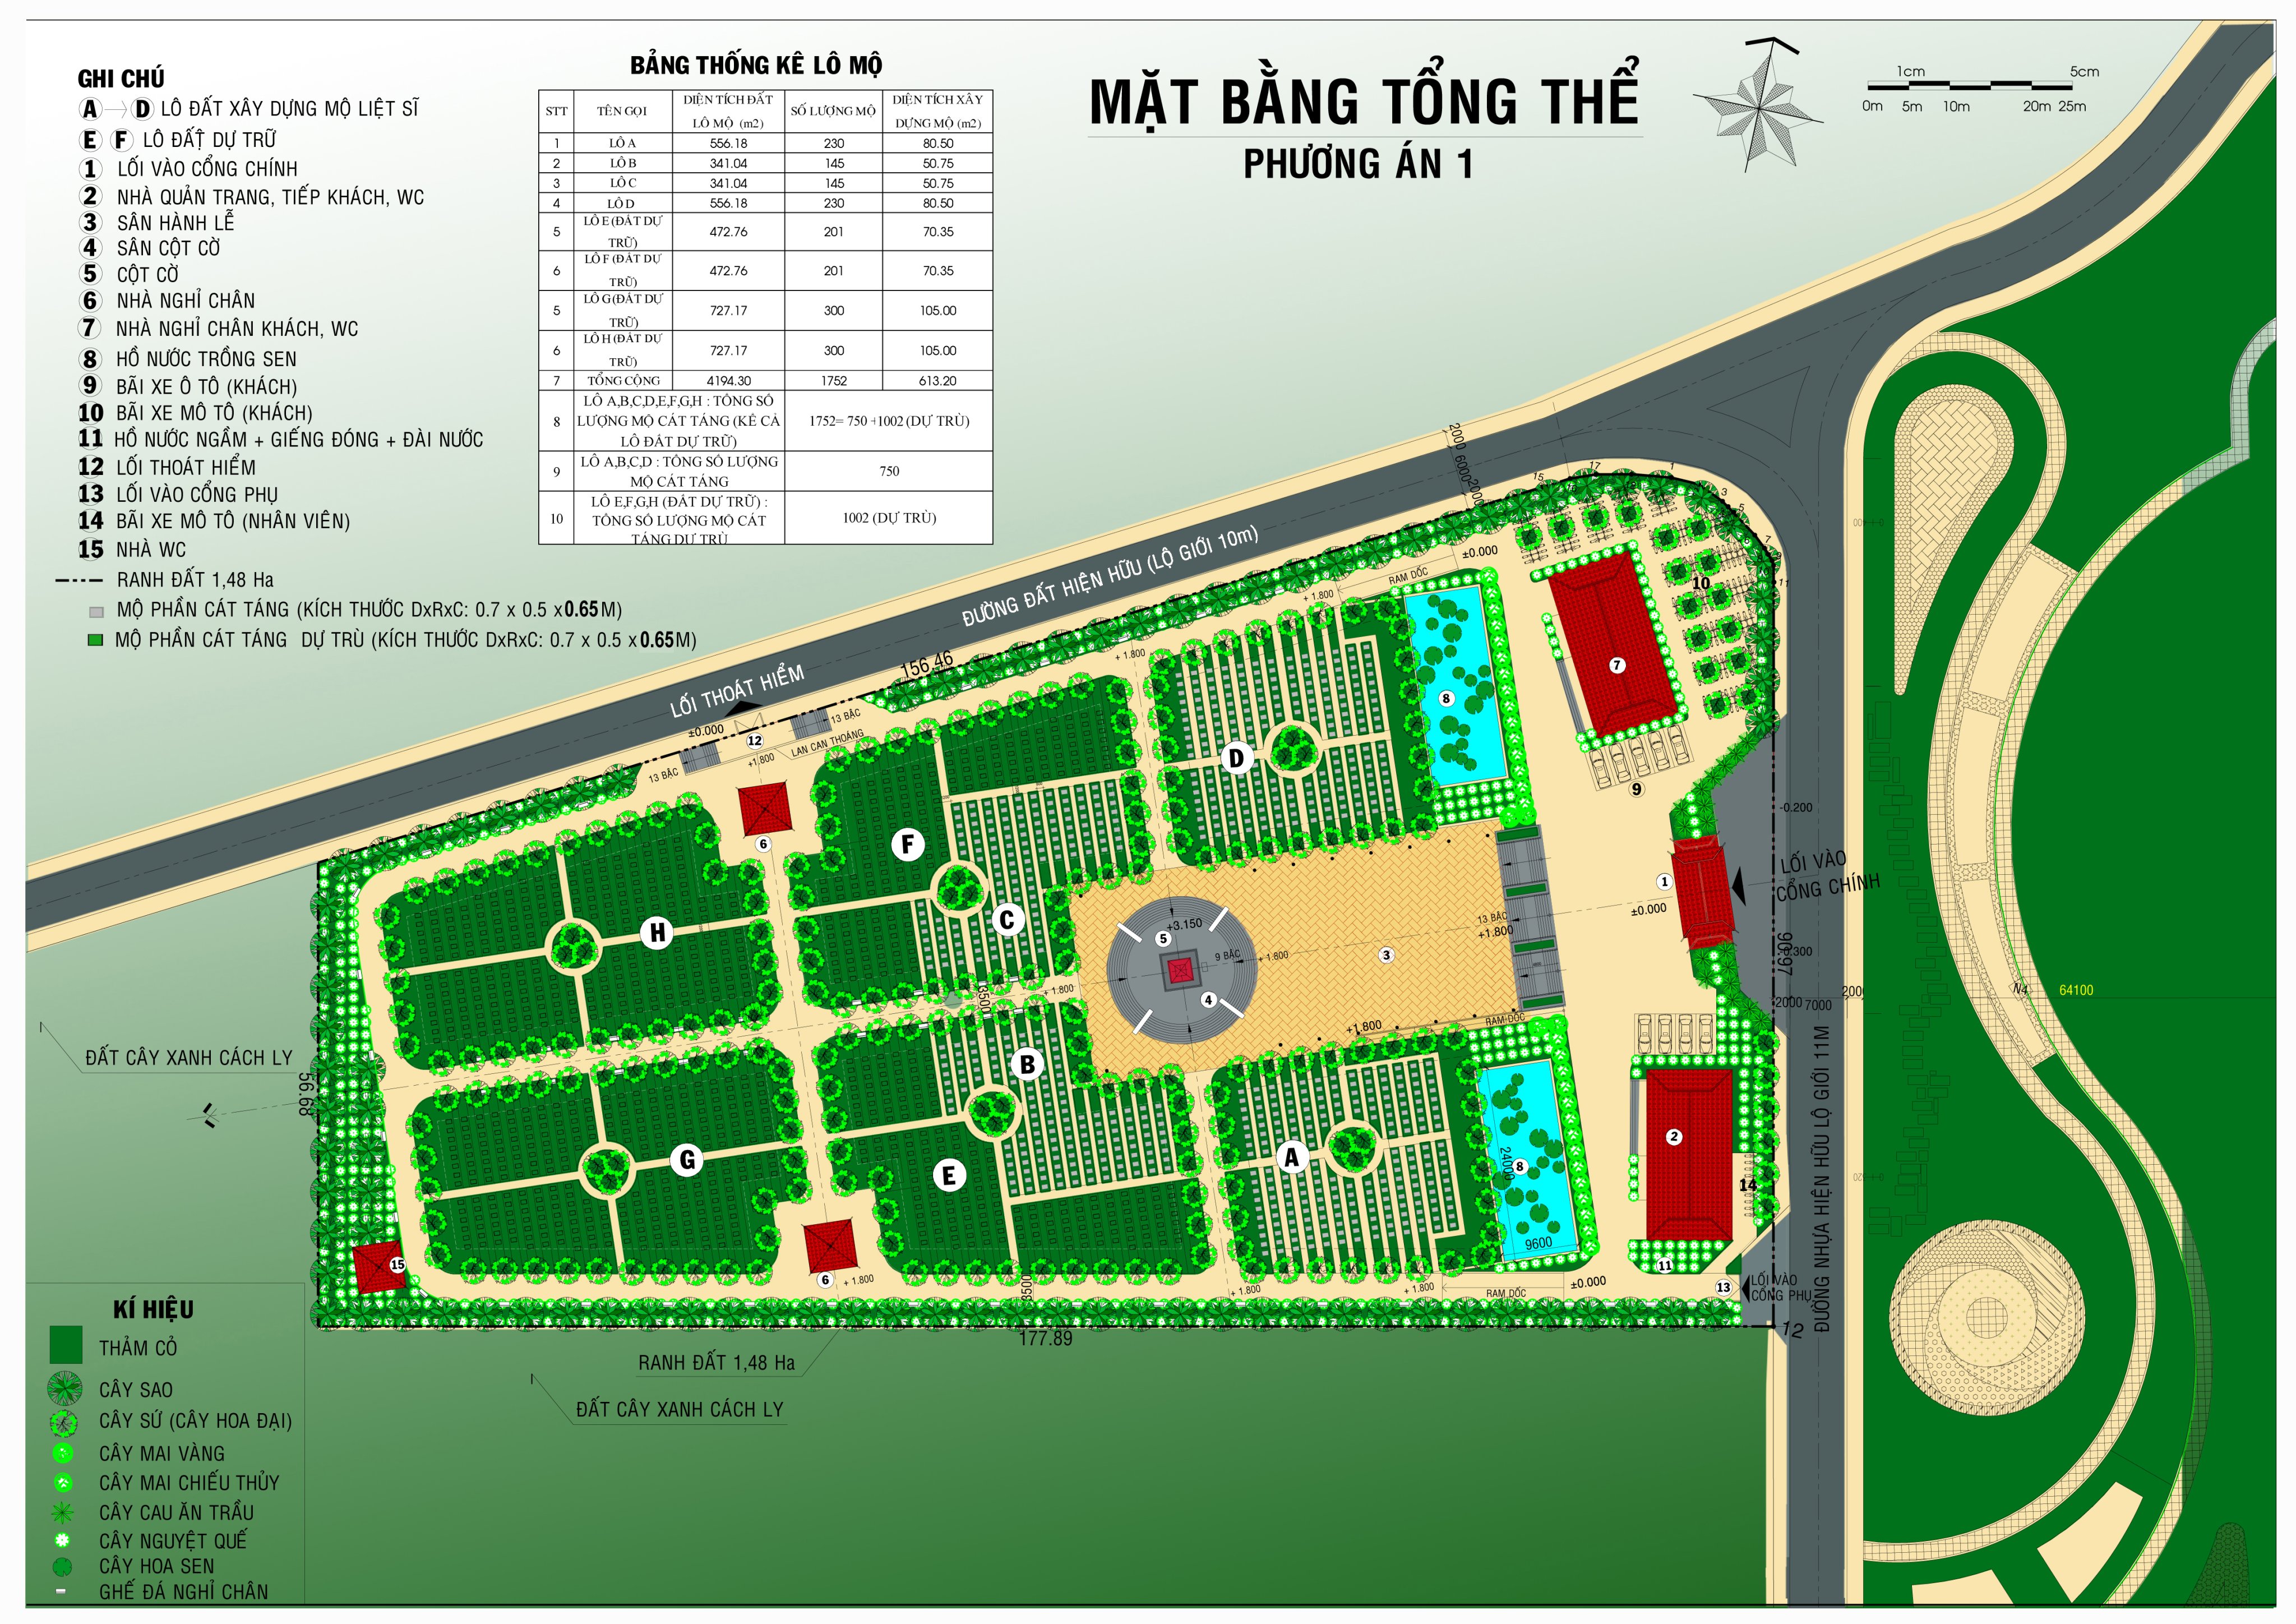 MẶT BẰNG TỔNG THỂ
PHƯƠNG ÁN 1
1cm 5cm
0m 5m 10m 20m 25m
GHI CHÚ
A → D LÔ ĐẤT XÂY DỰNG MỘ LIỆT SĨ
E F LÔ ĐẤT DỰ TRỮ
1 LỐI VÀO CỔNG CHÍNH
2 NHÀ QUẢN TRANG, TIẾP KHÁCH, WC
3 SÂN HÀNH LỄ
4 SÂN CỘT CỜ
5 CỘT CỜ
6 NHÀ NGHỈ CHÂN
7 NHÀ NGHỈ CHÂN KHÁCH, WC
8 HỒ NƯỚC TRỒNG SEN
9 BÃI XE Ô TÔ (KHÁCH)
10 BÃI XE MÔ TÔ (KHÁCH)
11 HỒ NƯỚC NGẦM + GIẾNG ĐÓNG + ĐÀI NƯỚC
12 LỐI THOÁT HIỂM
13 LỐI VÀO CỔNG PHỤ
14 BÃI XE MÔ TÔ (NHÂN VIÊN)
15 NHÀ WC
RANH ĐẤT 1,48 Ha
MỘ PHẦN CÁT TÁNG (KÍCH THƯỚC DxRxC: 0.7 x 0.5 x 0.65M)
MỘ PHẦN CÁT TÁNG DỰ TRÙ (KÍCH THƯỚC DxRxC: 0.7 x 0.5 x 0.65M)
BẢNG THỐNG KÊ LÔ MỘ
STT TÊN GỌI DIỆN TÍCH ĐẤT LÔ MỘ (m2) SỐ LƯỢNG MỘ DIỆN TÍCH XÂY DỰNG MỘ (m2)
1 LÔ A 556.18 230 80.50
2 LÔ B 341.04 145 50.75
3 LÔ C 341.04 145 50.75
4 LÔ D 556.18 230 80.50
5 LÔ E (ĐẤT DỰ TRỮ) 472.76 201 70.35
6 LÔ F (ĐẤT DỰ TRỮ) 472.76 201 70.35
5 LÔ G (ĐẤT DỰ TRỮ) 727.17 300 105.00
6 LÔ H (ĐẤT DỰ TRỮ) 727.17 300 105.00
7 TỔNG CỘNG 4194.30 1752 613.20
8 LÔ A,B,C,D,E,F,G,H : TỔNG SỐ LƯỢNG MỘ CÁT TÁNG (KỂ CẢ LÔ ĐẤT DỰ TRỮ) 1752= 750 +1002 (DỰ TRÙ)
9 LÔ A,B,C,D : TỔNG SỐ LƯỢNG MỘ CÁT TÁNG 750
10 LÔ E,F,G,H (ĐẤT DỰ TRỮ) : TỔNG SỐ LƯỢNG MỘ CÁT TÁNG DỰ TRÙ 1002 (DỰ TRÙ)
ĐƯỜNG ĐẤT HIỆN HỮU (LỘ GIỚI 10m)
LỐI THOÁT HIỂM
156.46
2000 6000 2000
±0.000
RAM DỐC
+ 1.800
+ 1.800
±0.000
12
13 BẬC
13 BẬC
+1.800
LAN CAN THOÁNG
15 17 1 3 5 7 11
10
7
9
8
D
F
C
H
6
-0.200
LỐI VÀO
CỔNG CHÍNH
1
±0.000
13 BẬC
+1.800
-0.300
90.97
+3.150
5
9 BẬC
+ 1.800
3
4
+ 1.800
3500
+1.800
RAM DỐC
2000 7000
N4 64100
B
A
E
G
8
24000
9600
2
14
11
13
LỐI VÀO
CỔNG PHỤ
ĐƯỜNG NHỰA HIỆN HỮU LỘ GIỚI 11M
6
+ 1.800
3500
+ 1.800
+ 1.800
RAM DỐC
±0.000
12
15
56.68
177.89
ĐẤT CÂY XANH CÁCH LY
RANH ĐẤT 1,48 Ha
ĐẤT CÂY XANH CÁCH LY
KÍ HIỆU
THẢM CỎ
CÂY SAO
CÂY SỨ (CÂY HOA ĐẠI)
CÂY MAI VÀNG
CÂY MAI CHIẾU THỦY
CÂY CAU ĂN TRẦU
CÂY NGUYỆT QUẾ
CÂY HOA SEN
GHẾ ĐÁ NGHỈ CHÂN